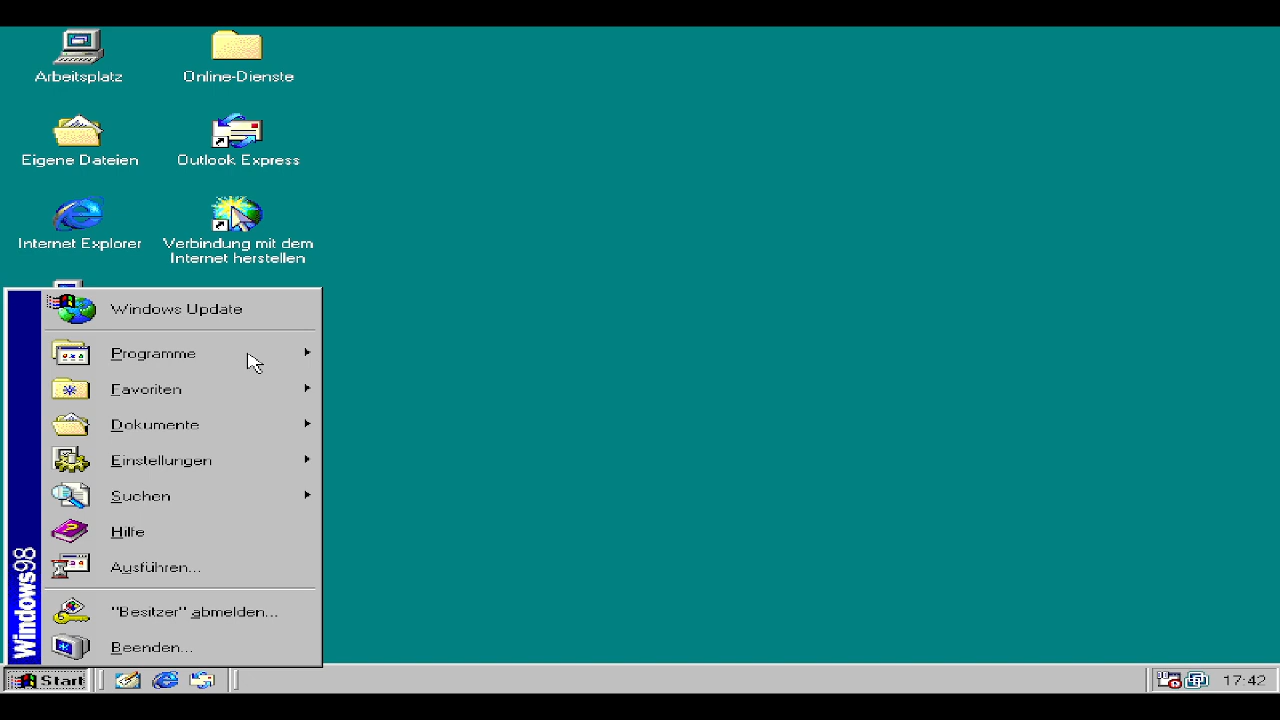 Arbeitsplatz
Online-Dienste
Eigene Dateien
Outlook Express
Internet Explorer
Verbindung mit dem
Internet herstellen
Windows Update
Programme
Favoriten
Dokumente
Einstellungen
Suchen
Hilfe
Ausführen...
"Besitzer" abmelden...
Beenden...
Windows98
Start
17:42